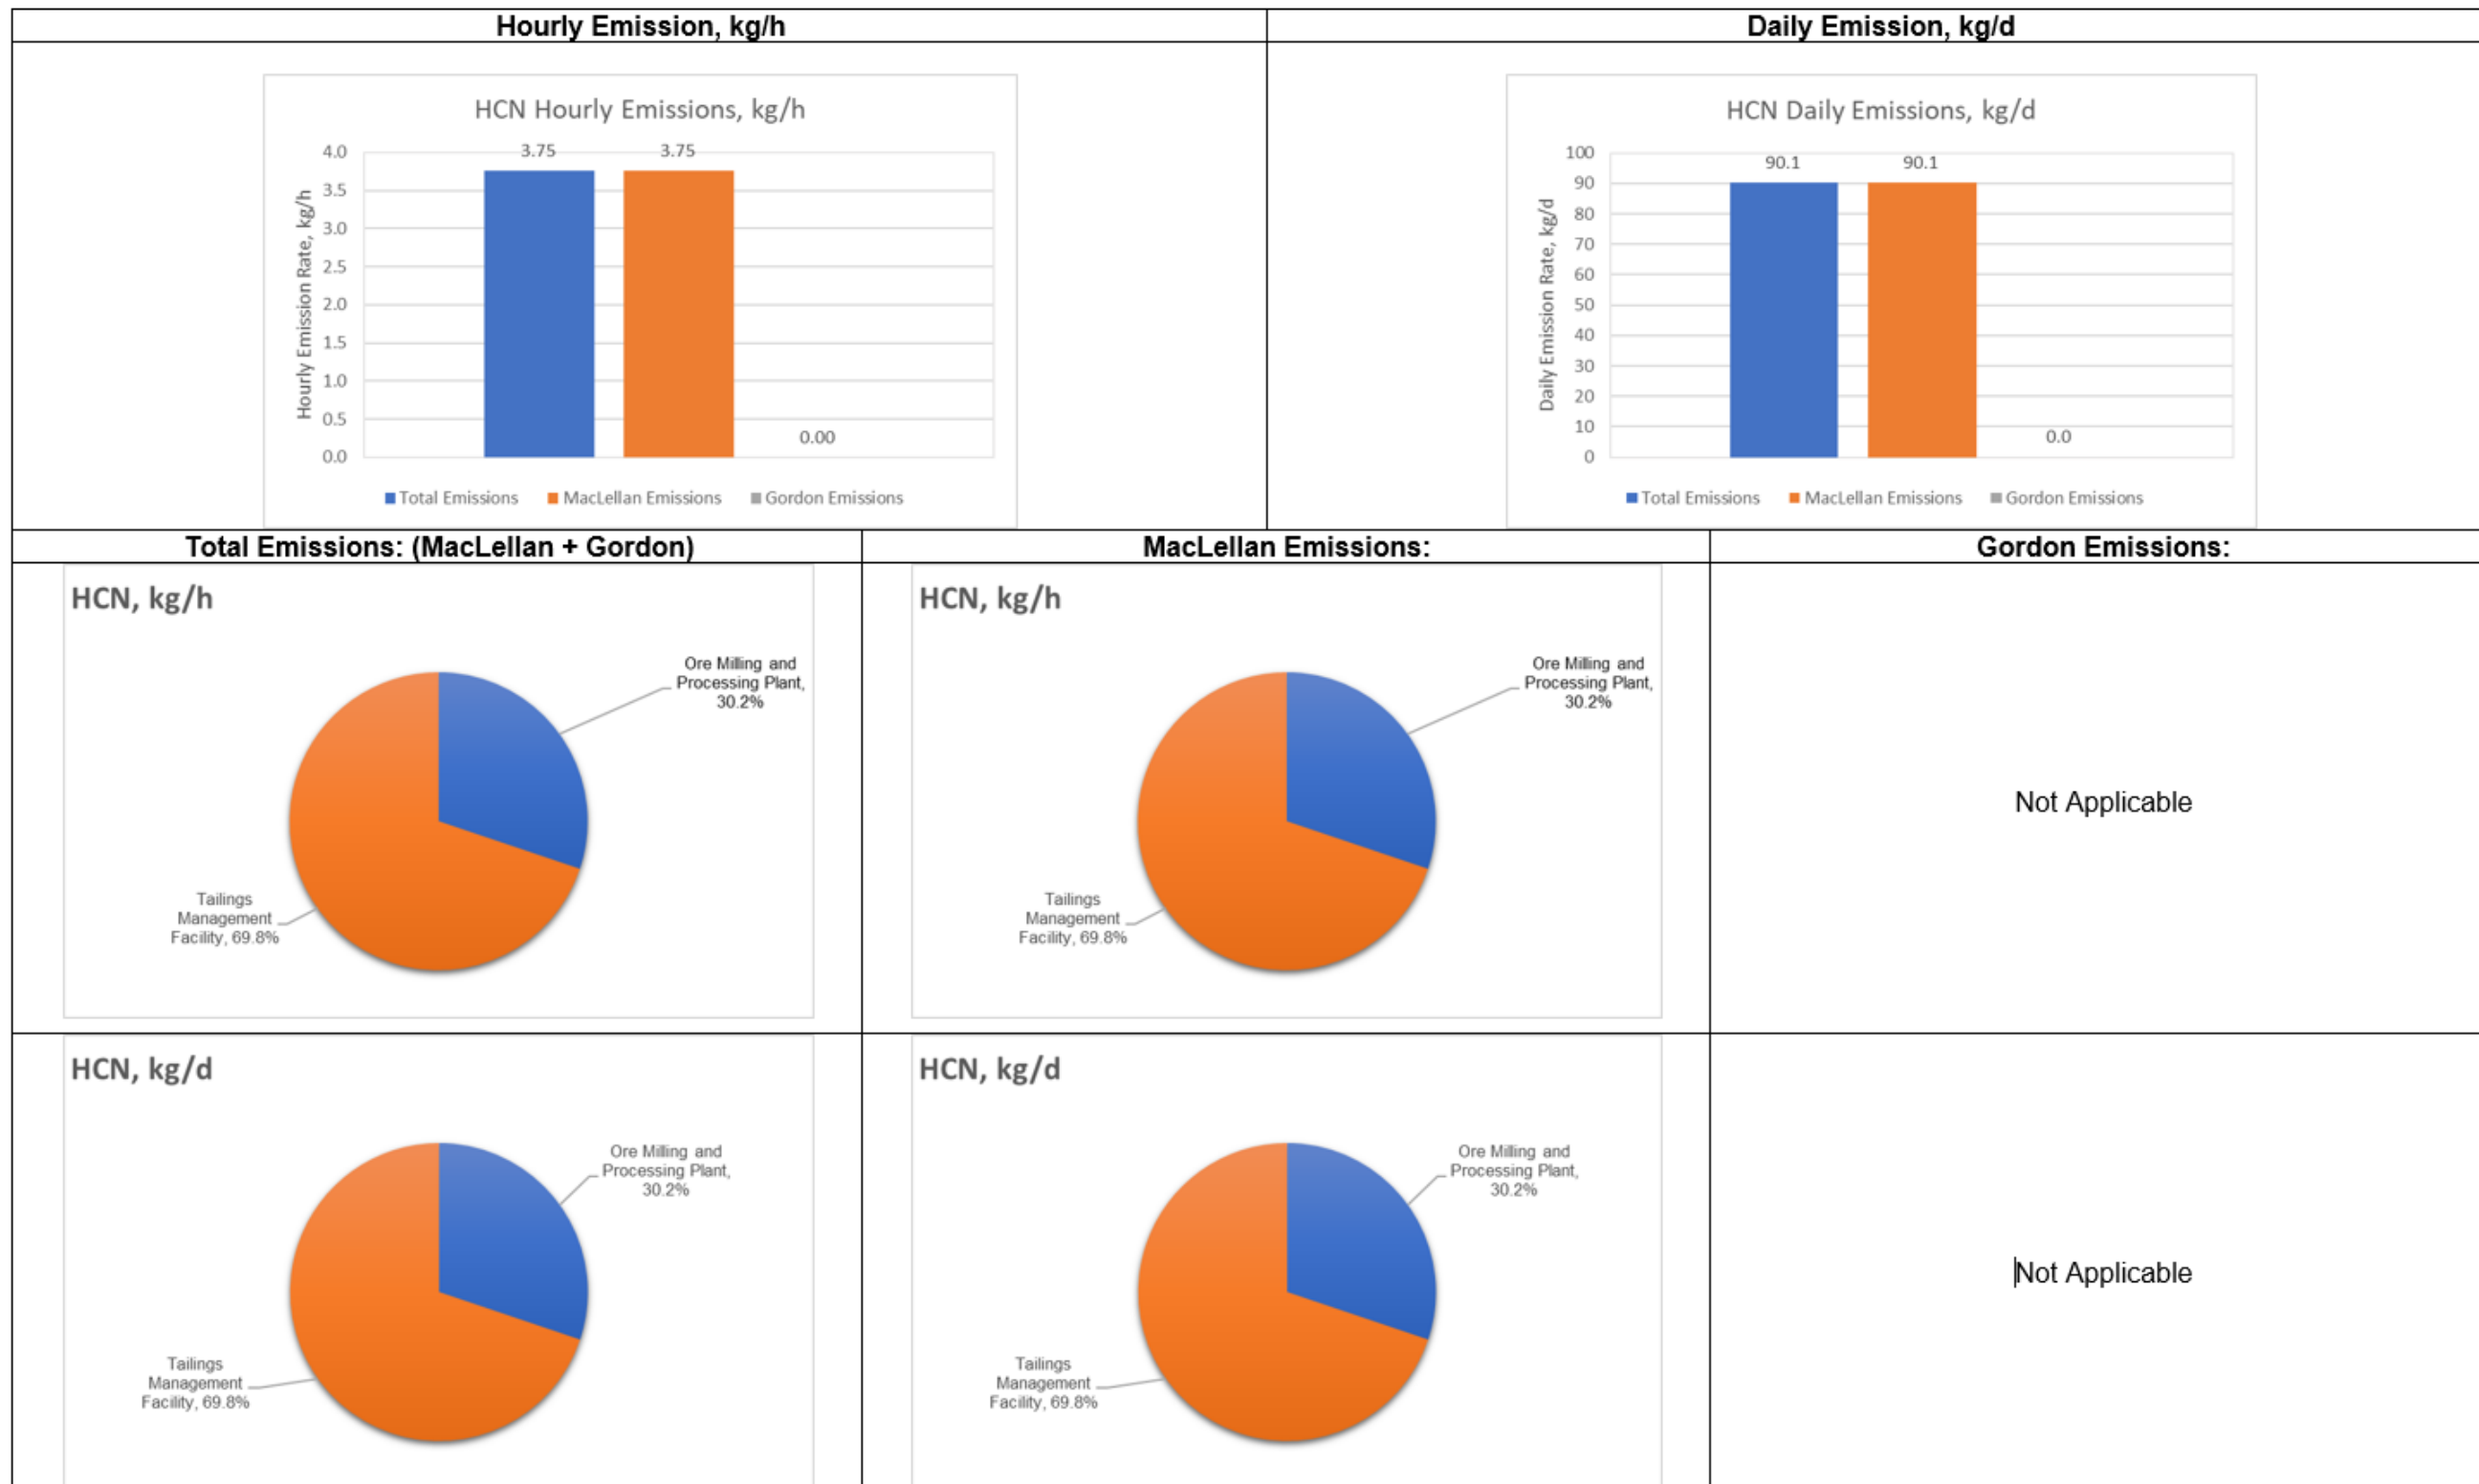 Hourly Emission, kg/h
Daily Emission, kg/d
HCN Hourly Emissions, kg/h
Hourly Emission Rate, kg/h
4.0
3.5
3.0
2.5
2.0
1.5
1.0
0.5
0.0
3.75
3.75
0.00
Total Emissions
MacLellan Emissions
Gordon Emissions
HCN Daily Emissions, kg/d
Daily Emission Rate, kg/d
100
90
80
70
60
50
40
30
20
10
0
90.1
90.1
0.0
Total Emissions
MacLellan Emissions
Gordon Emissions
Total Emissions: (MacLellan + Gordon)
MacLellan Emissions:
Gordon Emissions:
HCN, kg/h
Ore Milling and
Processing Plant,
30.2%
Tailings
Management
Facility, 69.8%
HCN, kg/h
Ore Milling and
Processing Plant,
30.2%
Tailings
Management
Facility, 69.8%
Not Applicable
HCN, kg/d
Ore Milling and
Processing Plant,
30.2%
Tailings
Management
Facility, 69.8%
HCN, kg/d
Ore Milling and
Processing Plant,
30.2%
Tailings
Management
Facility, 69.8%
Not Applicable